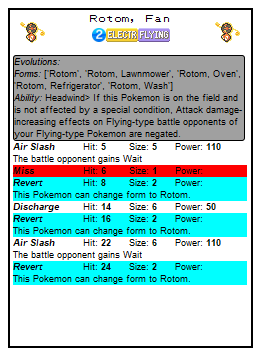 Rotom, Fan
2 ELECTR FLYING
Evolutions:
Forms: ['Rotom', 'Rotom, Lawnmower', 'Rotom, Oven',
'Rotom, Refrigerator', 'Rotom, Wash']
Ability: Headwind> If this Pokemon is on the field and
is not affected by a special condition, Attack damage-
increasing effects on Flying-type battle opponents of
your Flying-type Pokemon are negated.
Air Slash Hit: 5 Size: 5 Power: 110
The battle opponent gains Wait
Miss Hit: 6 Size: 1 Power:
Revert Hit: 8 Size: 2 Power:
This Pokemon can change form to Rotom.
Discharge Hit: 14 Size: 6 Power: 50
Revert Hit: 16 Size: 2 Power:
This Pokemon can change form to Rotom.
Air Slash Hit: 22 Size: 6 Power: 110
The battle opponent gains Wait
Revert Hit: 24 Size: 2 Power:
This Pokemon can change form to Rotom.